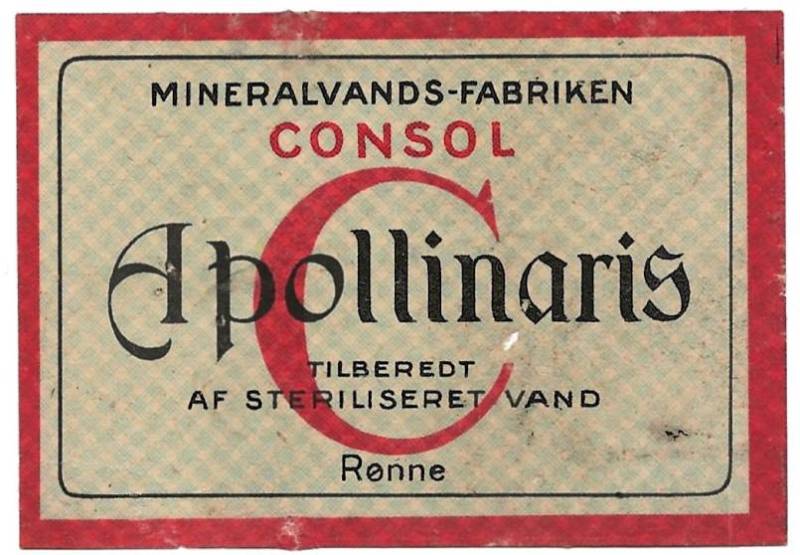 MINERALVANDS-FABRIKEN
CONSOL
C
Apollinaris
TILBEREDT
AF STERILISERET VAND
Rønne